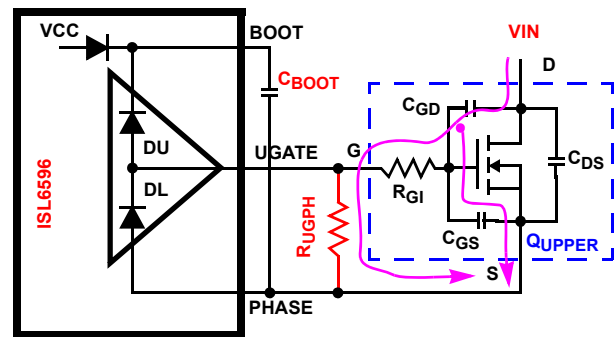 VCC
BOOT
VIN
D
CBOOT
CGD
DU
UGATE
G
CDS
DL
RGI
ISL6596
RUGPH
CGS
QUPPER
S
PHASE